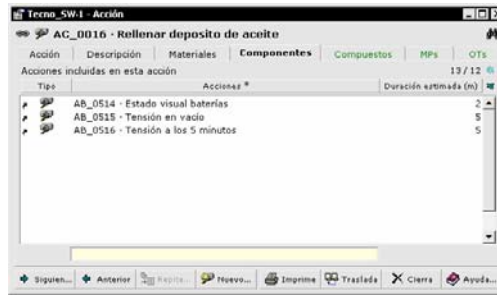 Tecno_SW-I - Acción
AC_0016 - Rellenar deposito de aceite
Acción Descripción Materiales Componentes Compuestos MPs OTs
Acciones incluidas en esta acción 13/12
Tipo Acciones * Duración estimada (m)
AB_0514 - Estado visual baterías 2
AB_0515 - Tensión en vacío 5
AB_0516 - Tensión a los 5 minutos 5
Siguien... Anterior Repite... Nuevo... Imprime Traslada Cierra Ayuda...